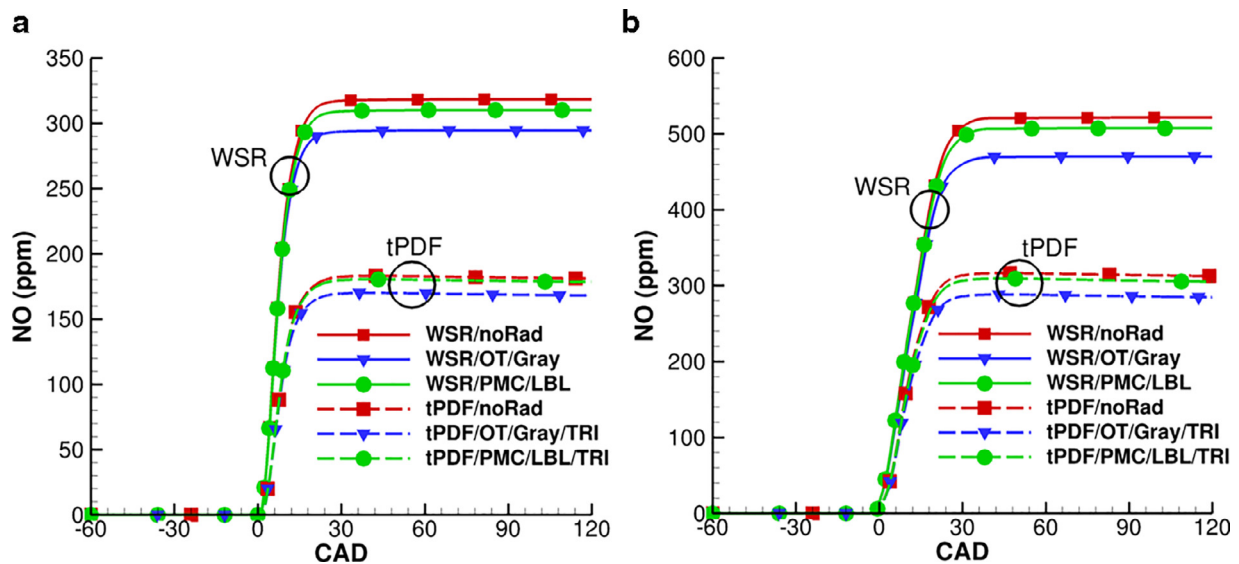 a
350
300
250
200
150
100
50
0
NO (ppm)
-60
-30
0
30
60
90
120
CAD
WSR
tPDF
WSR/noRad
WSR/OT/Gray
WSR/PMC/LBL
tPDF/noRad
tPDF/OT/Gray/TRI
tPDF/PMC/LBL/TRI
b
600
500
400
300
200
100
0
NO (ppm)
-60
-30
0
30
60
90
120
CAD
WSR
tPDF
WSR/noRad
WSR/OT/Gray
WSR/PMC/LBL
tPDF/noRad
tPDF/OT/Gray/TRI
tPDF/PMC/LBL/TRI